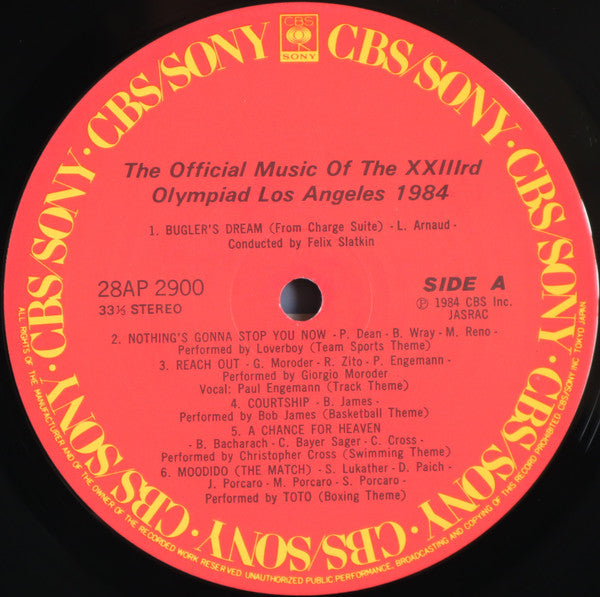 CBS
SONY
CBS/SONY · CBS/SONY · CBS/SONY · CBS/SONY · CBS/SONY · CBS/SONY · CBS/SONY · CBS/SONY ·
The Official Music Of The XXIIIrd
Olympiad Los Angeles 1984
1. BUGLER'S DREAM (From Charge Suite) - L. Arnaud -
Conducted by Felix Slatkin
28AP 2900
33⅓ STEREO
SIDE A
Ⓟ 1984 CBS Inc.
JASRAC
2. NOTHING'S GONNA STOP YOU NOW - P. Dean - B. Wray - M. Reno -
Performed by Loverboy (Team Sports Theme)
3. REACH OUT - G. Moroder - R. Zito - P. Engemann -
Performed by Giorgio Moroder
Vocal: Paul Engemann (Track Theme)
4. COURTSHIP - B. James -
Performed by Bob James (Basketball Theme)
5. A CHANCE FOR HEAVEN
- B. Bacharach - C. Bayer Sager - C. Cross -
Performed by Christopher Cross (Swimming Theme)
6. MOODIDO (THE MATCH) - S. Lukather - D. Paich -
J. Porcaro - M. Porcaro - S. Porcaro -
Performed by TOTO (Boxing Theme)
ALL RIGHTS OF THE MANUFACTURER AND OF THE OWNER OF THE RECORDED WORK RESERVED. UNAUTHORIZED PUBLIC PERFORMANCE, BROADCASTING AND COPYING OF THIS RECORD PROHIBITED. CBS/SONY INC. TOKYO JAPAN